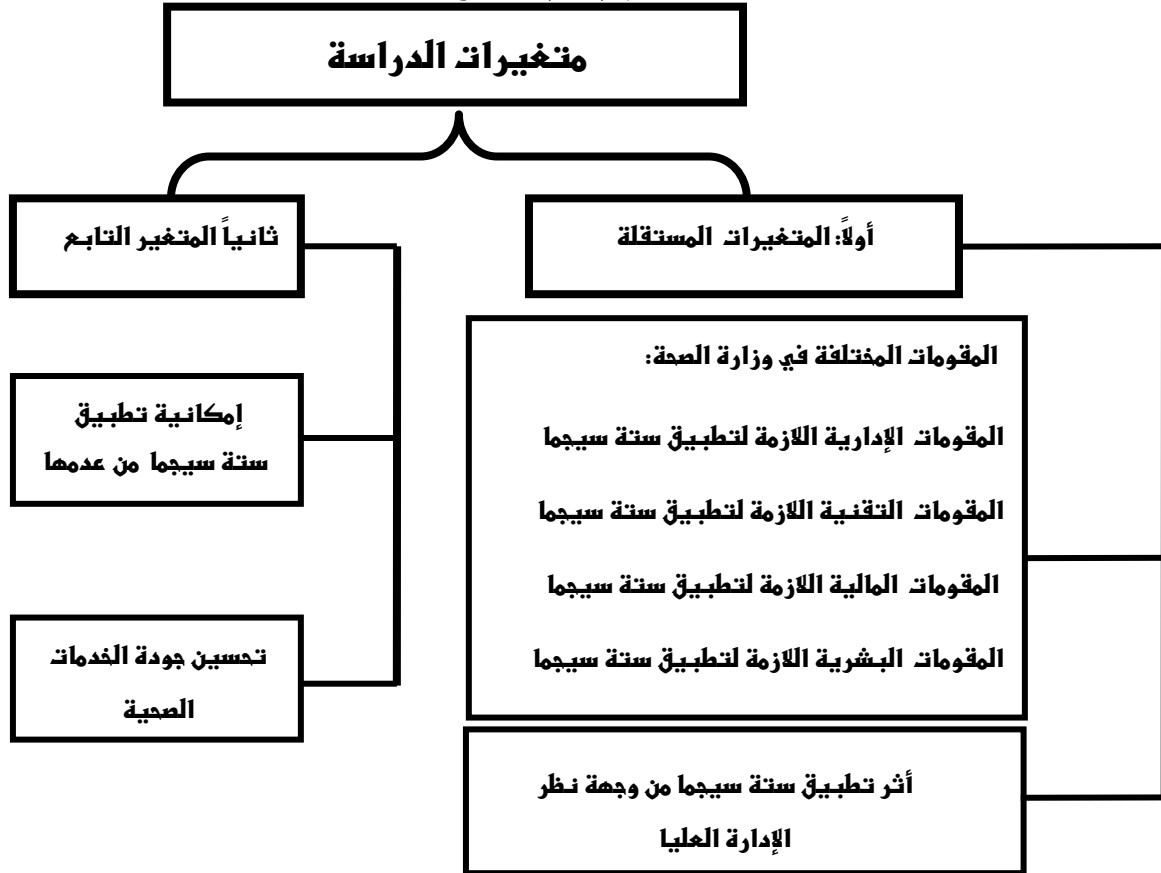 متغيرات الدراسة
أولاً: المتغيرات المستقلة
المقومات المختلفة في وزارة الصحة:
المقومات الإدارية اللازمة لتطبيق ستة سيجما
المقومات التقنية اللازمة لتطبيق ستة سيجما
المقومات المالية اللازمة لتطبيق ستة سيجما
المقومات البشرية اللازمة لتطبيق ستة سيجما
أثر تطبيق ستة سيجما من وجهة نظر
الإدارة العليا
ثانياً المتغير التابع
إمكانية تطبيق
ستة سيجما من عدمها
تحسين جودة الخدمات
الصحية